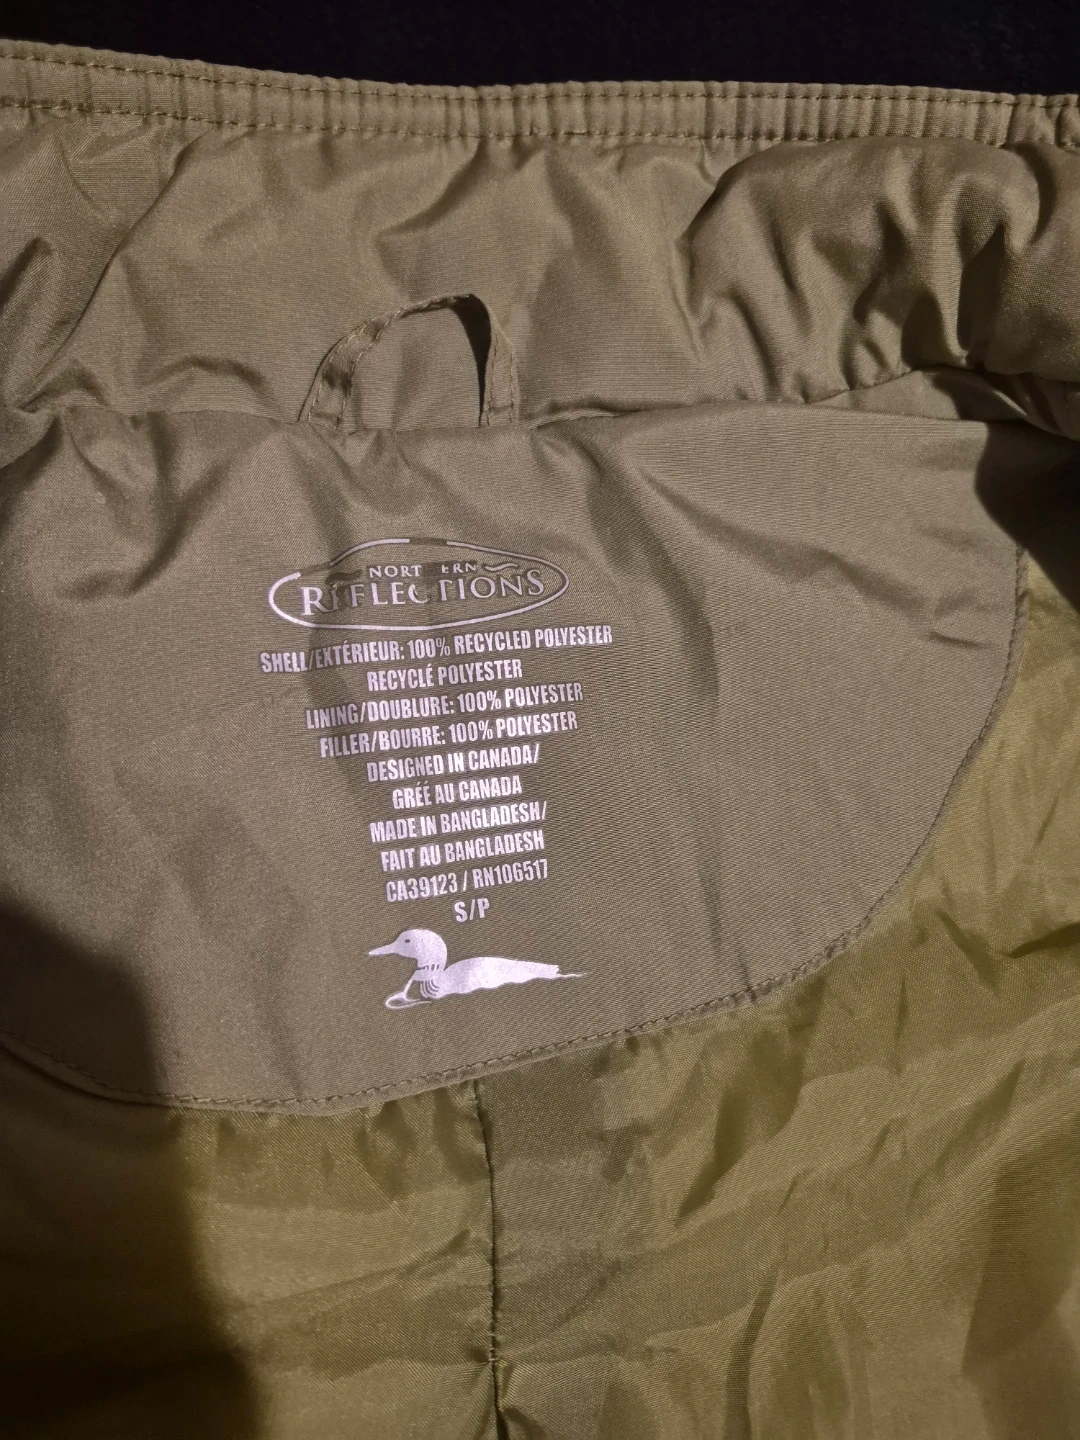 NORTHERN
REFLECTIONS
SHELL/EXTÉRIEUR: 100% RECYCLED POLYESTER
RECYCLÉ POLYESTER
LINING/DOUBLURE: 100% POLYESTER
FILLER/BOURRE: 100% POLYESTER
DESIGNED IN CANADA/
GRÉÉ AU CANADA
MADE IN BANGLADESH/
FAIT AU BANGLADESH
CA39123 / RN106517
S/P